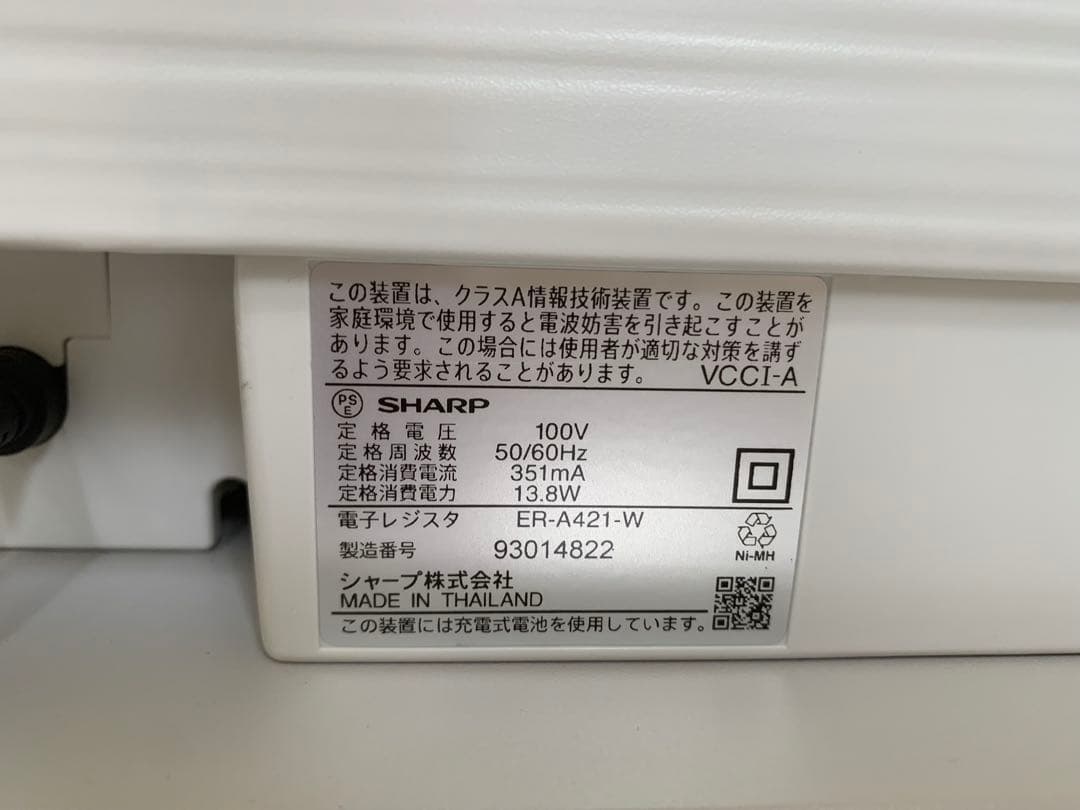 この装置は、クラスA情報技術装置です。この装置を
家庭環境で使用すると電波妨害を引き起こすことが
あります。この場合には使用者が適切な対策を講ず
るよう要求されることがあります。 VCCI-A
PSE SHARP
定格電圧 100V
定格周波数 50/60Hz
定格消費電流 351mA
定格消費電力 13.8W
電子レジスタ ER-A421-W
Ni-MH
製造番号 93014822
シャープ株式会社
MADE IN THAILAND
この装置には充電式電池を使用しています。